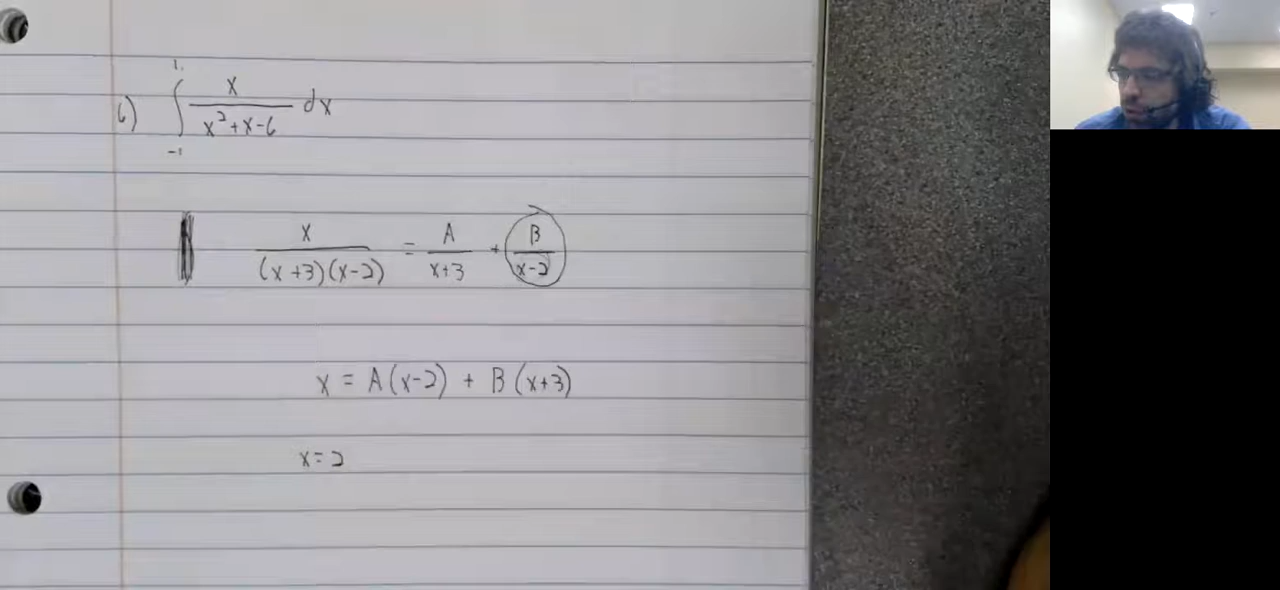 6) ∫_{-1}^{1} x/(x²+x-6) dx
x/((x+3)(x-2)) = A/(x+3) + B/(x-2)
x = A(x-2) + B(x+3)
x=2